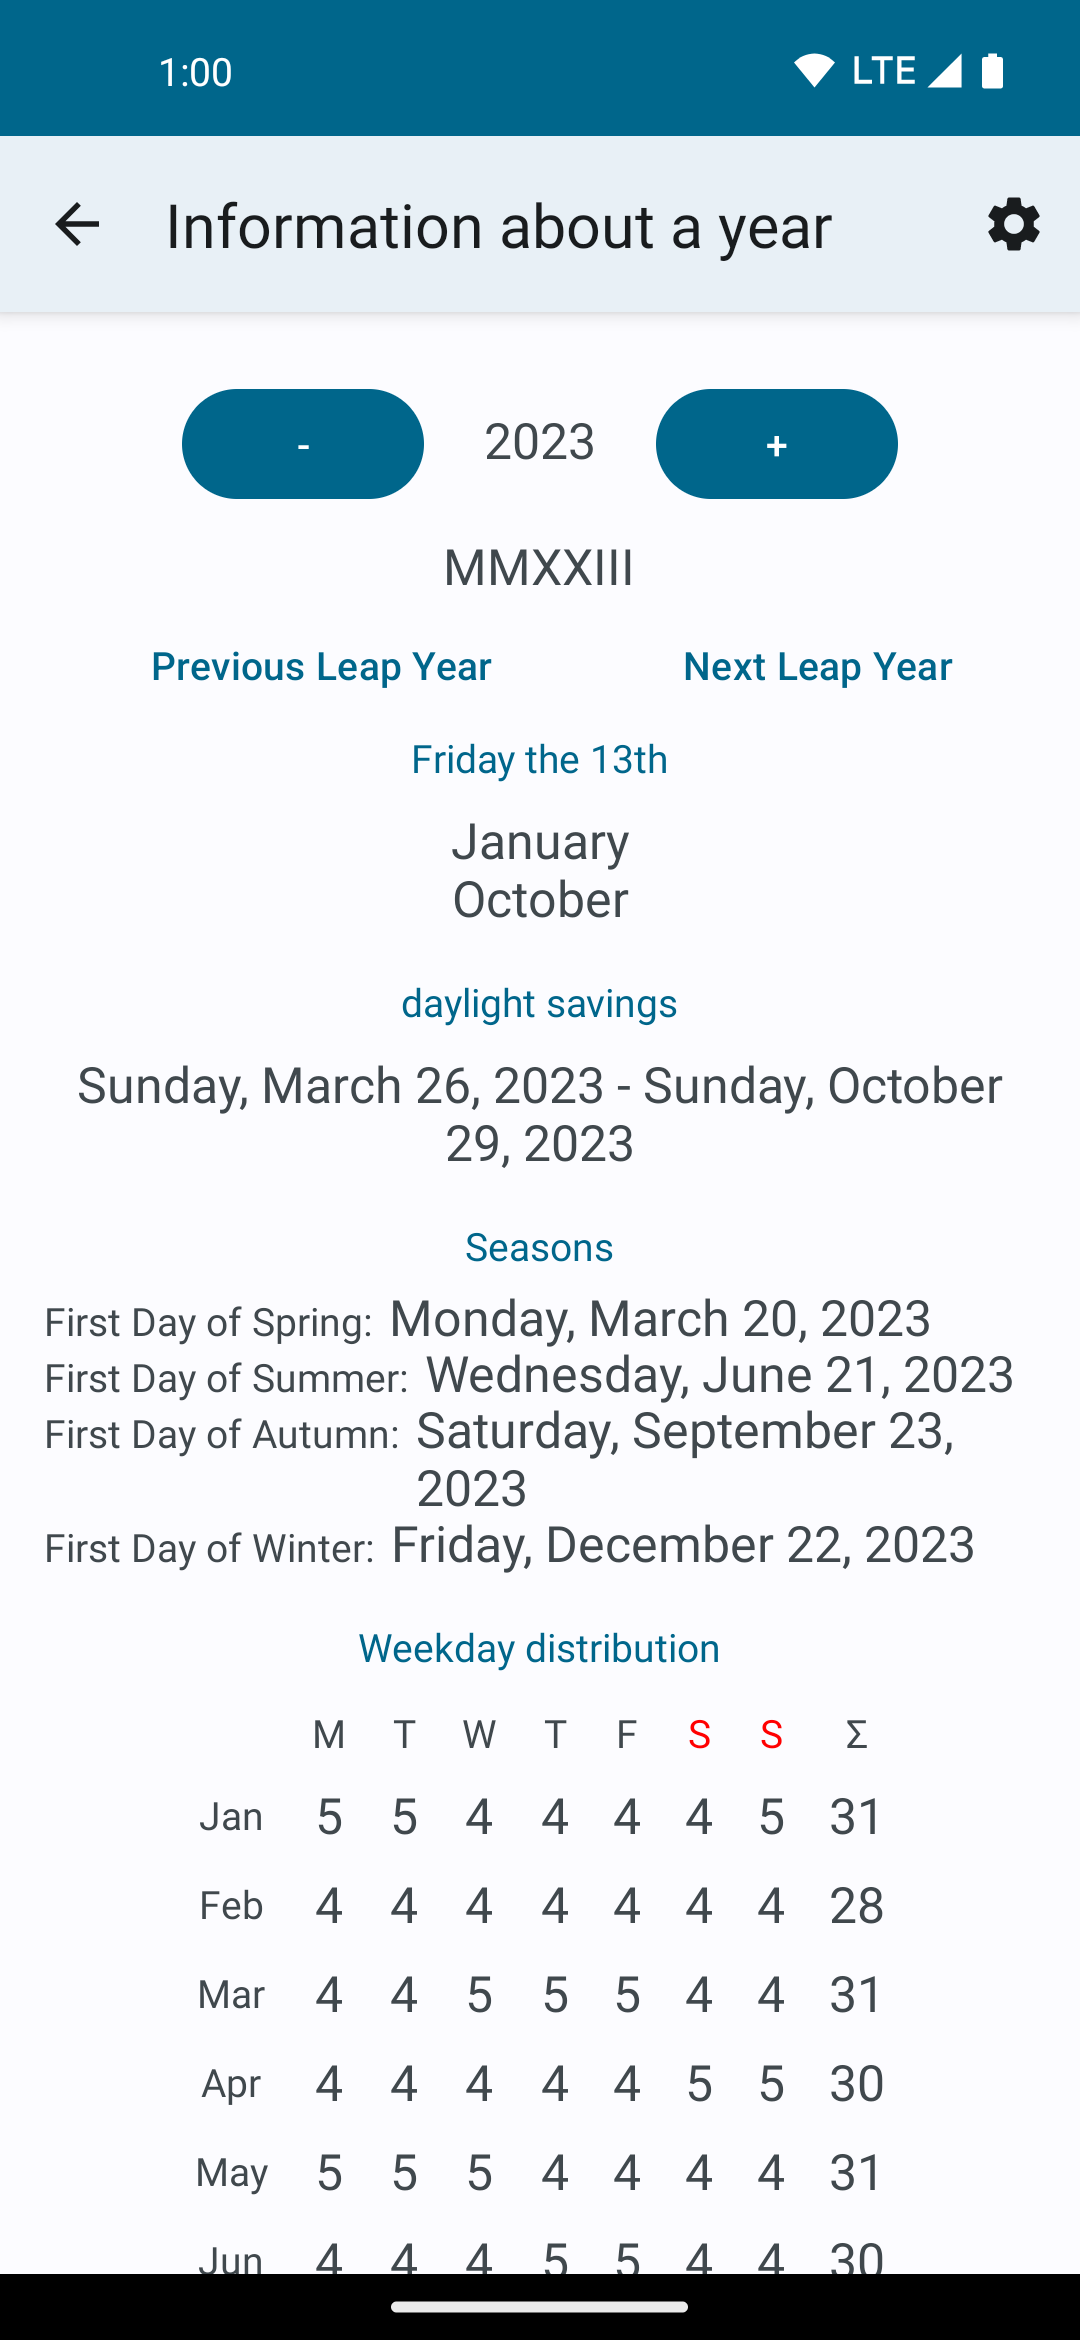 1:00 LTE
Information about a year
- 2023 +
MMXXIII
Previous Leap Year Next Leap Year
Friday the 13th
January
October
daylight savings
Sunday, March 26, 2023 - Sunday, October
29, 2023
Seasons
First Day of Spring: Monday, March 20, 2023
First Day of Summer: Wednesday, June 21, 2023
First Day of Autumn: Saturday, September 23,
2023
First Day of Winter: Friday, December 22, 2023
Weekday distribution
M T W T F S S Σ
Jan 5 5 4 4 4 4 5 31
Feb 4 4 4 4 4 4 4 28
Mar 4 4 5 5 5 4 4 31
Apr 4 4 4 4 4 5 5 30
May 5 5 5 4 4 4 4 31
Jun 4 4 4 5 5 4 4 30